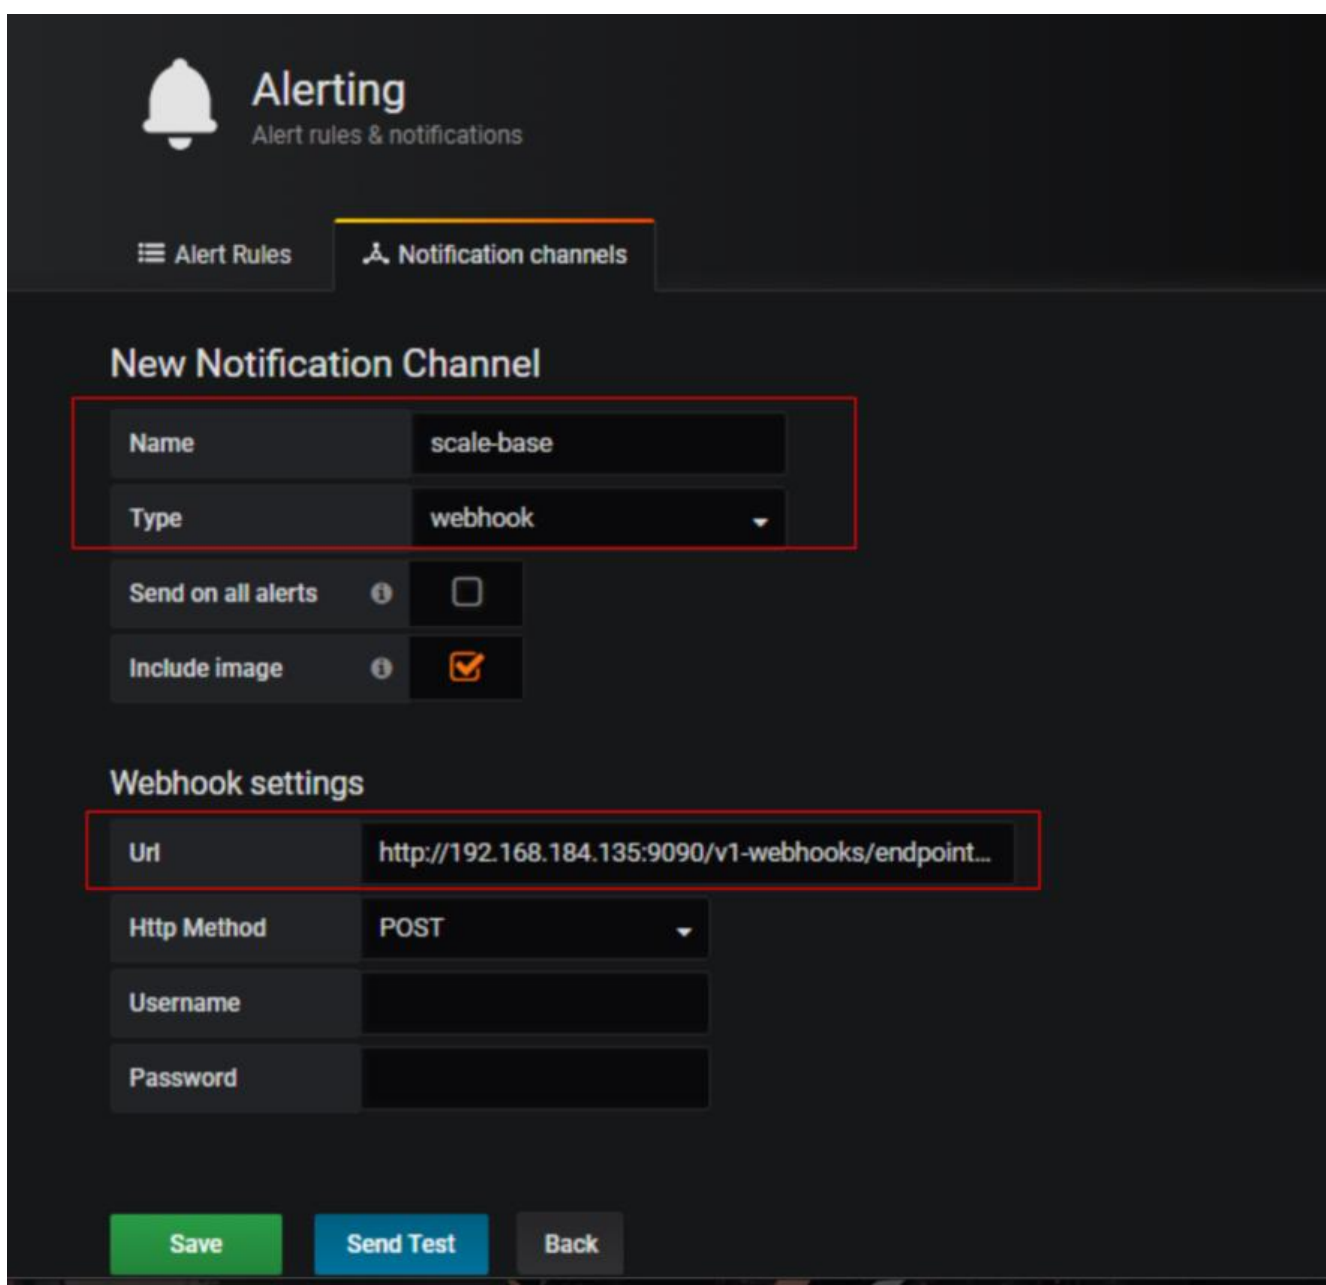 Alerting
Alert rules & notifications
Alert Rules
Notification channels
New Notification Channel
Name scale-base
Type webhook
Send on all alerts
Include image
Webhook settings
Url http://192.168.184.135:9090/v1-webhooks/endpoint...
Http Method POST
Username
Password
Save Send Test Back